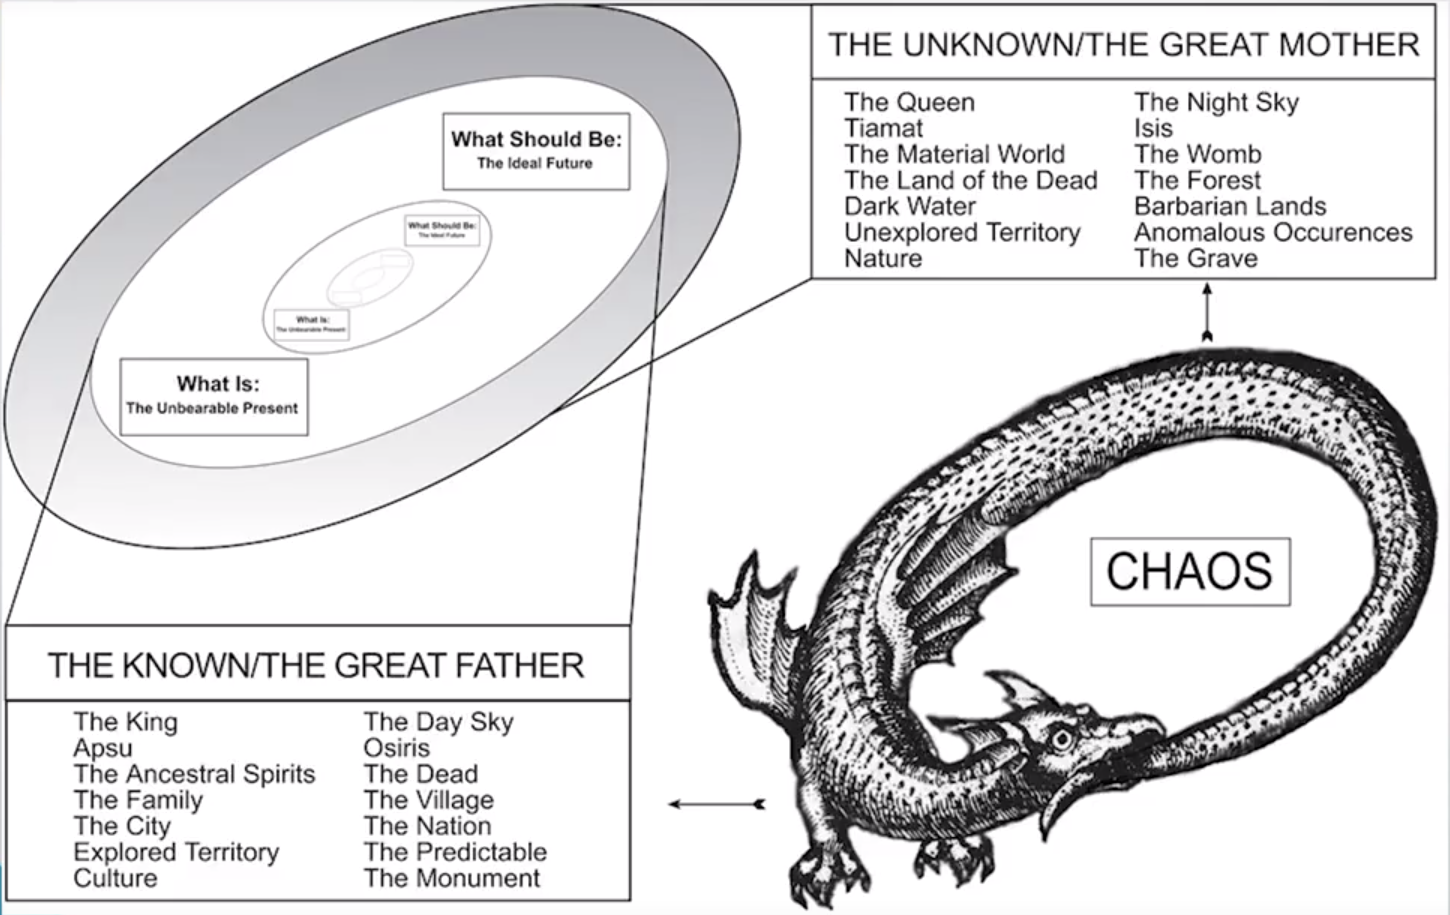 THE UNKNOWN/THE GREAT MOTHER
The Queen
Tiamat
The Material World
The Land of the Dead
Dark Water
Unexplored Territory
Nature
The Night Sky
Isis
The Womb
The Forest
Barbarian Lands
Anomalous Occurences
The Grave
What Should Be:
The Ideal Future
What Should Be:
The Ideal Future
What Is:
The Unbearable Present
What Is:
The Unbearable Present
CHAOS
THE KNOWN/THE GREAT FATHER
The King
Apsu
The Ancestral Spirits
The Family
The City
Explored Territory
Culture
The Day Sky
Osiris
The Dead
The Village
The Nation
The Predictable
The Monument